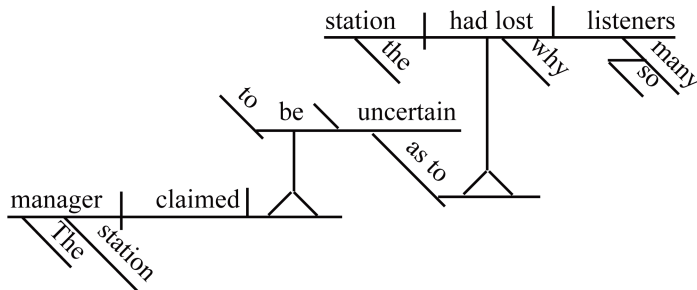 station had lost listeners
the why many
so
to be uncertain
as to
manager claimed
The station